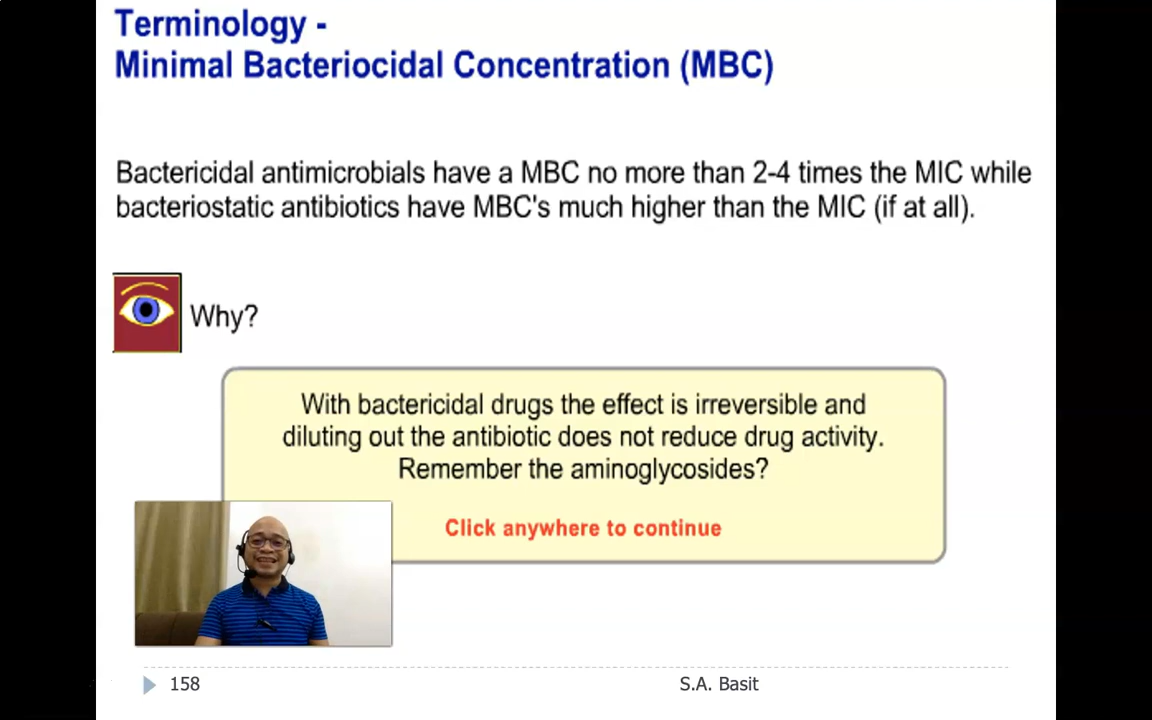 Terminology -
Minimal Bacteriocidal Concentration (MBC)
Bactericidal antimicrobials have a MBC no more than 2-4 times the MIC while
bacteriostatic antibiotics have MBC's much higher than the MIC (if at all).
Why?
With bactericidal drugs the effect is irreversible and
diluting out the antibiotic does not reduce drug activity.
Remember the aminoglycosides?
Click anywhere to continue
158
S.A. Basit